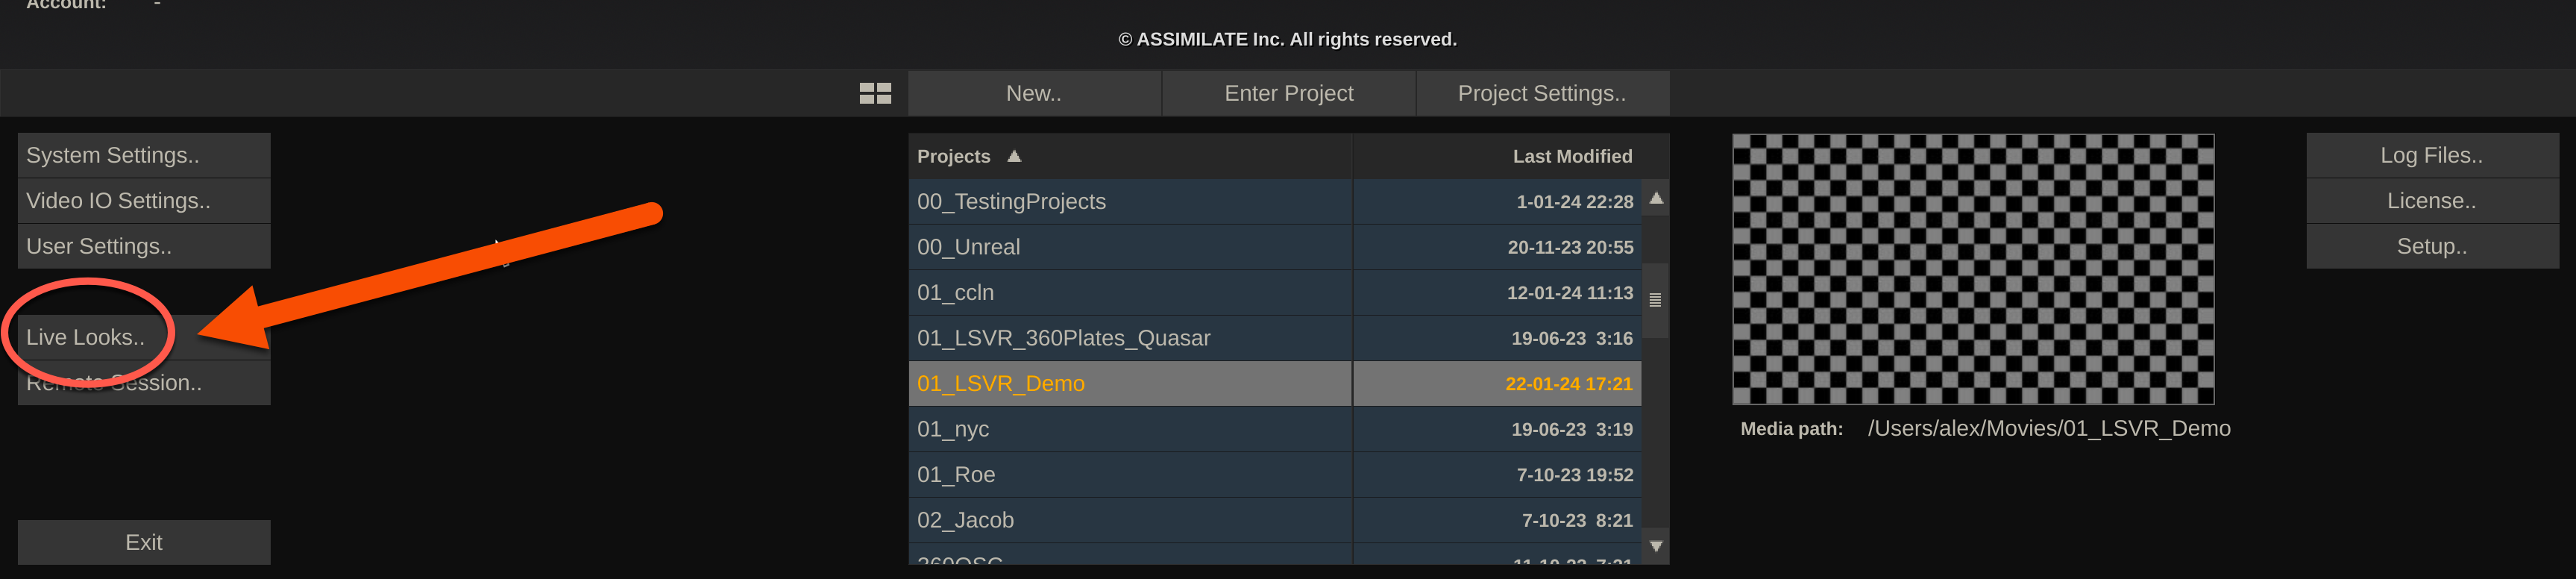 Account: -
© ASSIMILATE Inc. All rights reserved.
New.. Enter Project Project Settings..
System Settings..
Video IO Settings..
User Settings..
Live Looks..
Remote Session..
Exit
Projects Last Modified
00_TestingProjects 1-01-24 22:28
00_Unreal 20-11-23 20:55
01_ccln 12-01-24 11:13
01_LSVR_360Plates_Quasar 19-06-23 3:16
01_LSVR_Demo 22-01-24 17:21
01_nyc 19-06-23 3:19
01_Roe 7-10-23 19:52
02_Jacob 7-10-23 8:21
Media path: /Users/alex/Movies/01_LSVR_Demo
Log Files..
License..
Setup..